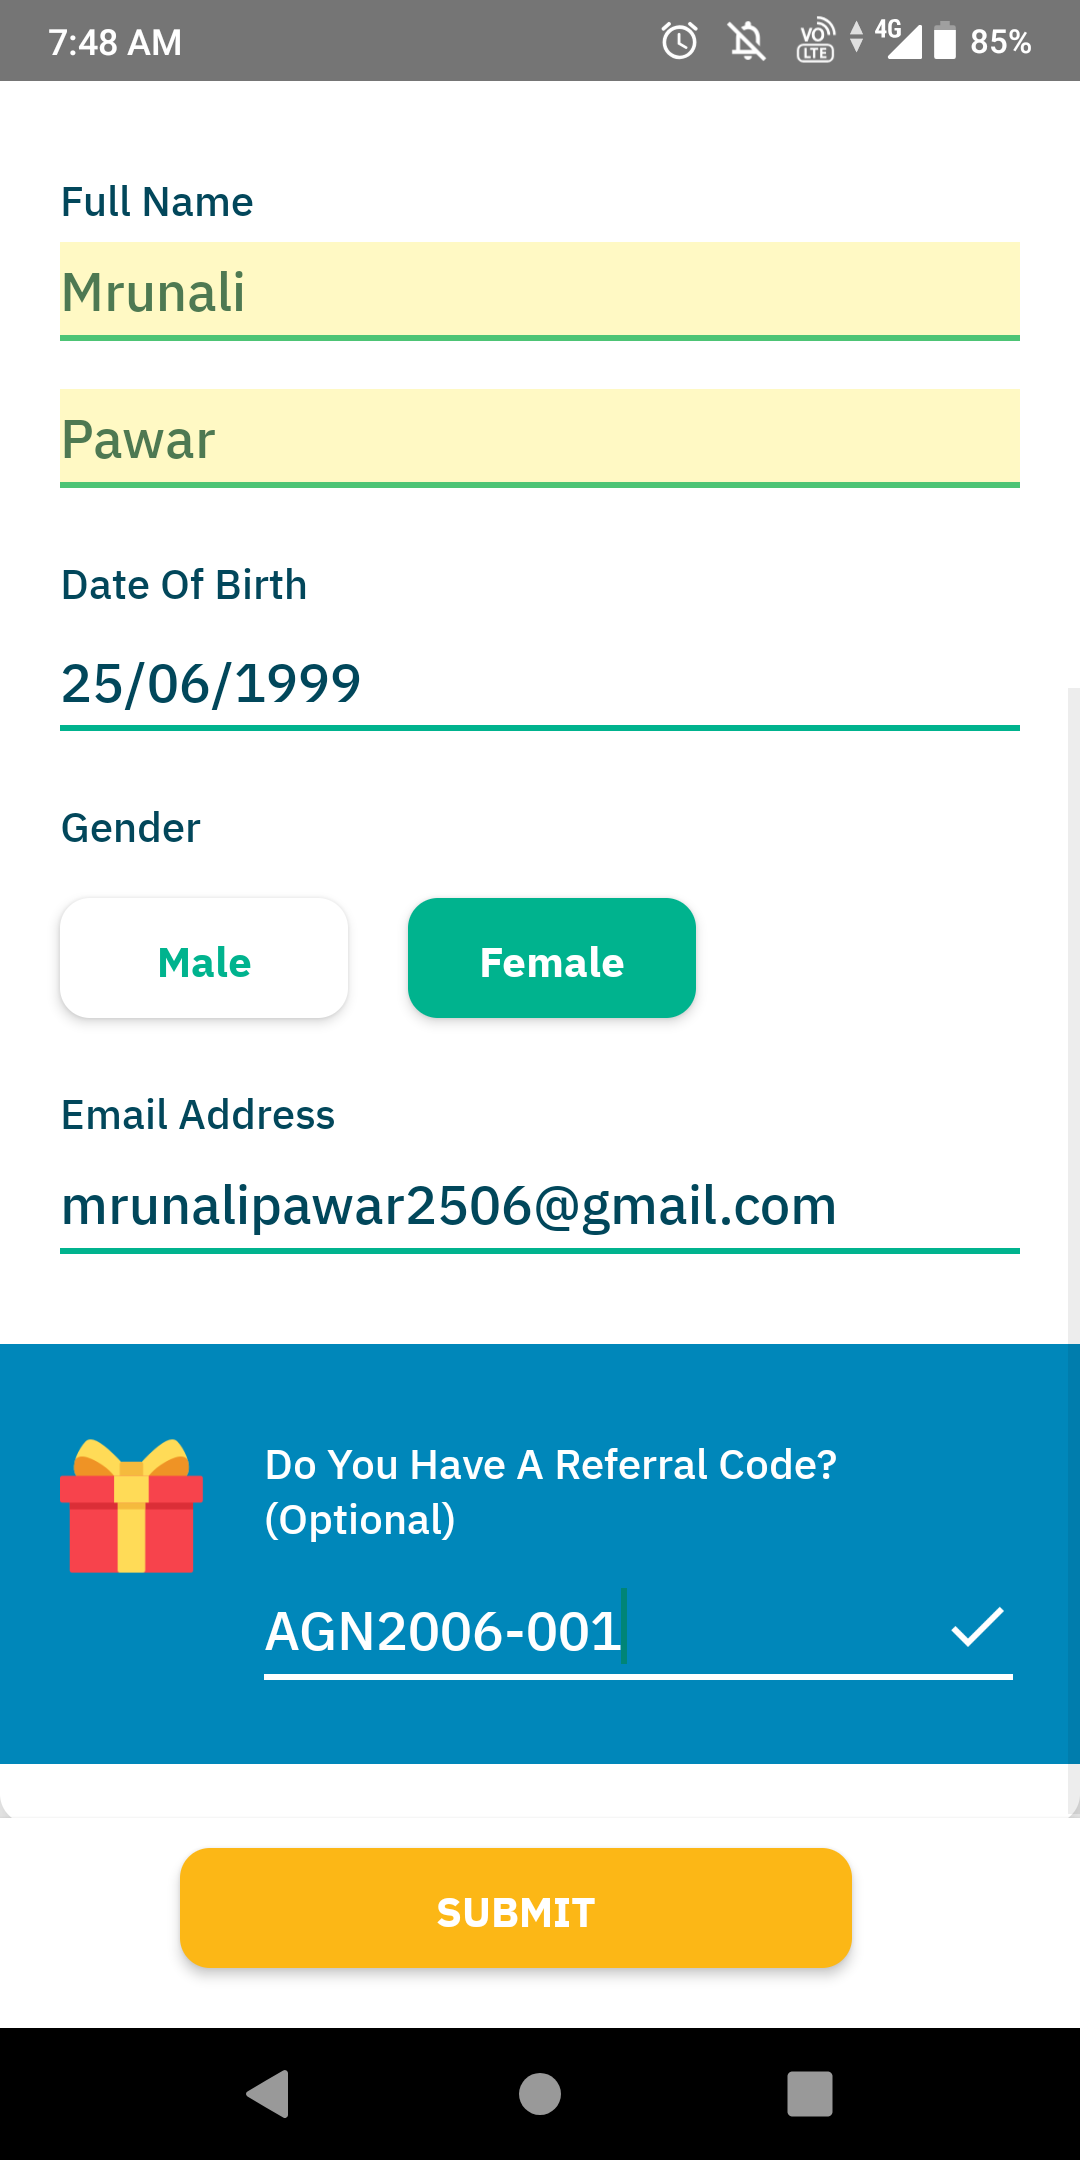 7:48 AM VO LTE 4G 85%
Full Name
Mrunali
Pawar
Date Of Birth
25/06/1999
Gender
Male Female
Email Address
mrunalipawar2506@gmail.com
Do You Have A Referral Code?
(Optional)
AGN2006-001
SUBMIT